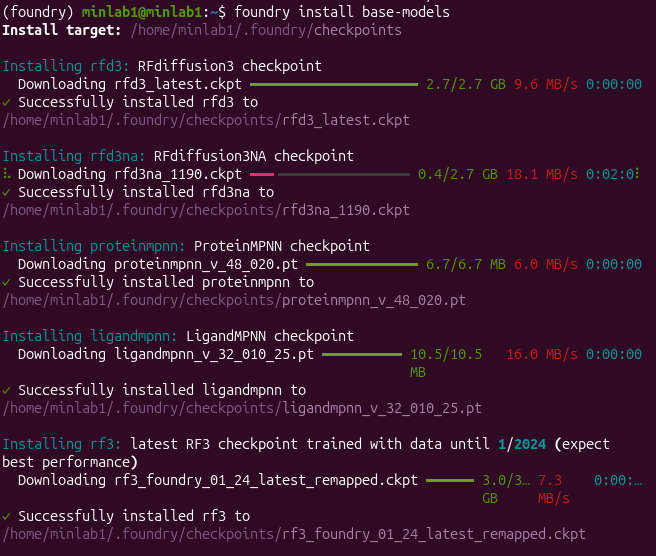 (foundry) minlab1@minlab1:~$ foundry install base-models
Install target: /home/minlab1/.foundry/checkpoints
Installing rfd3: RFdiffusion3 checkpoint
Downloading rfd3_latest.ckpt 2.7/2.7 GB 9.6 MB/s 0:00:00
✓ Successfully installed rfd3 to
/home/minlab1/.foundry/checkpoints/rfd3_latest.ckpt
Installing rfd3na: RFdiffusion3NA checkpoint
Downloading rfd3na_1190.ckpt 0.4/2.7 GB 18.1 MB/s 0:02:0
✓ Successfully installed rfd3na to
/home/minlab1/.foundry/checkpoints/rfd3na_1190.ckpt
Installing proteinmpnn: ProteinMPNN checkpoint
Downloading proteinmpnn_v_48_020.pt 6.7/6.7 MB 6.0 MB/s 0:00:00
✓ Successfully installed proteinmpnn to
/home/minlab1/.foundry/checkpoints/proteinmpnn_v_48_020.pt
Installing ligandmpnn: LigandMPNN checkpoint
Downloading ligandmpnn_v_32_010_25.pt 10.5/10.5 16.0 MB/s 0:00:00
MB
✓ Successfully installed ligandmpnn to
/home/minlab1/.foundry/checkpoints/ligandmpnn_v_32_010_25.pt
Installing rf3: latest RF3 checkpoint trained with data until 1/2024 (expect
best performance)
Downloading rf3_foundry_01_24_latest_remapped.ckpt 3.0/3… 7.3 0:00:…
GB MB/s
✓ Successfully installed rf3 to
/home/minlab1/.foundry/checkpoints/rf3_foundry_01_24_latest_remapped.ckpt